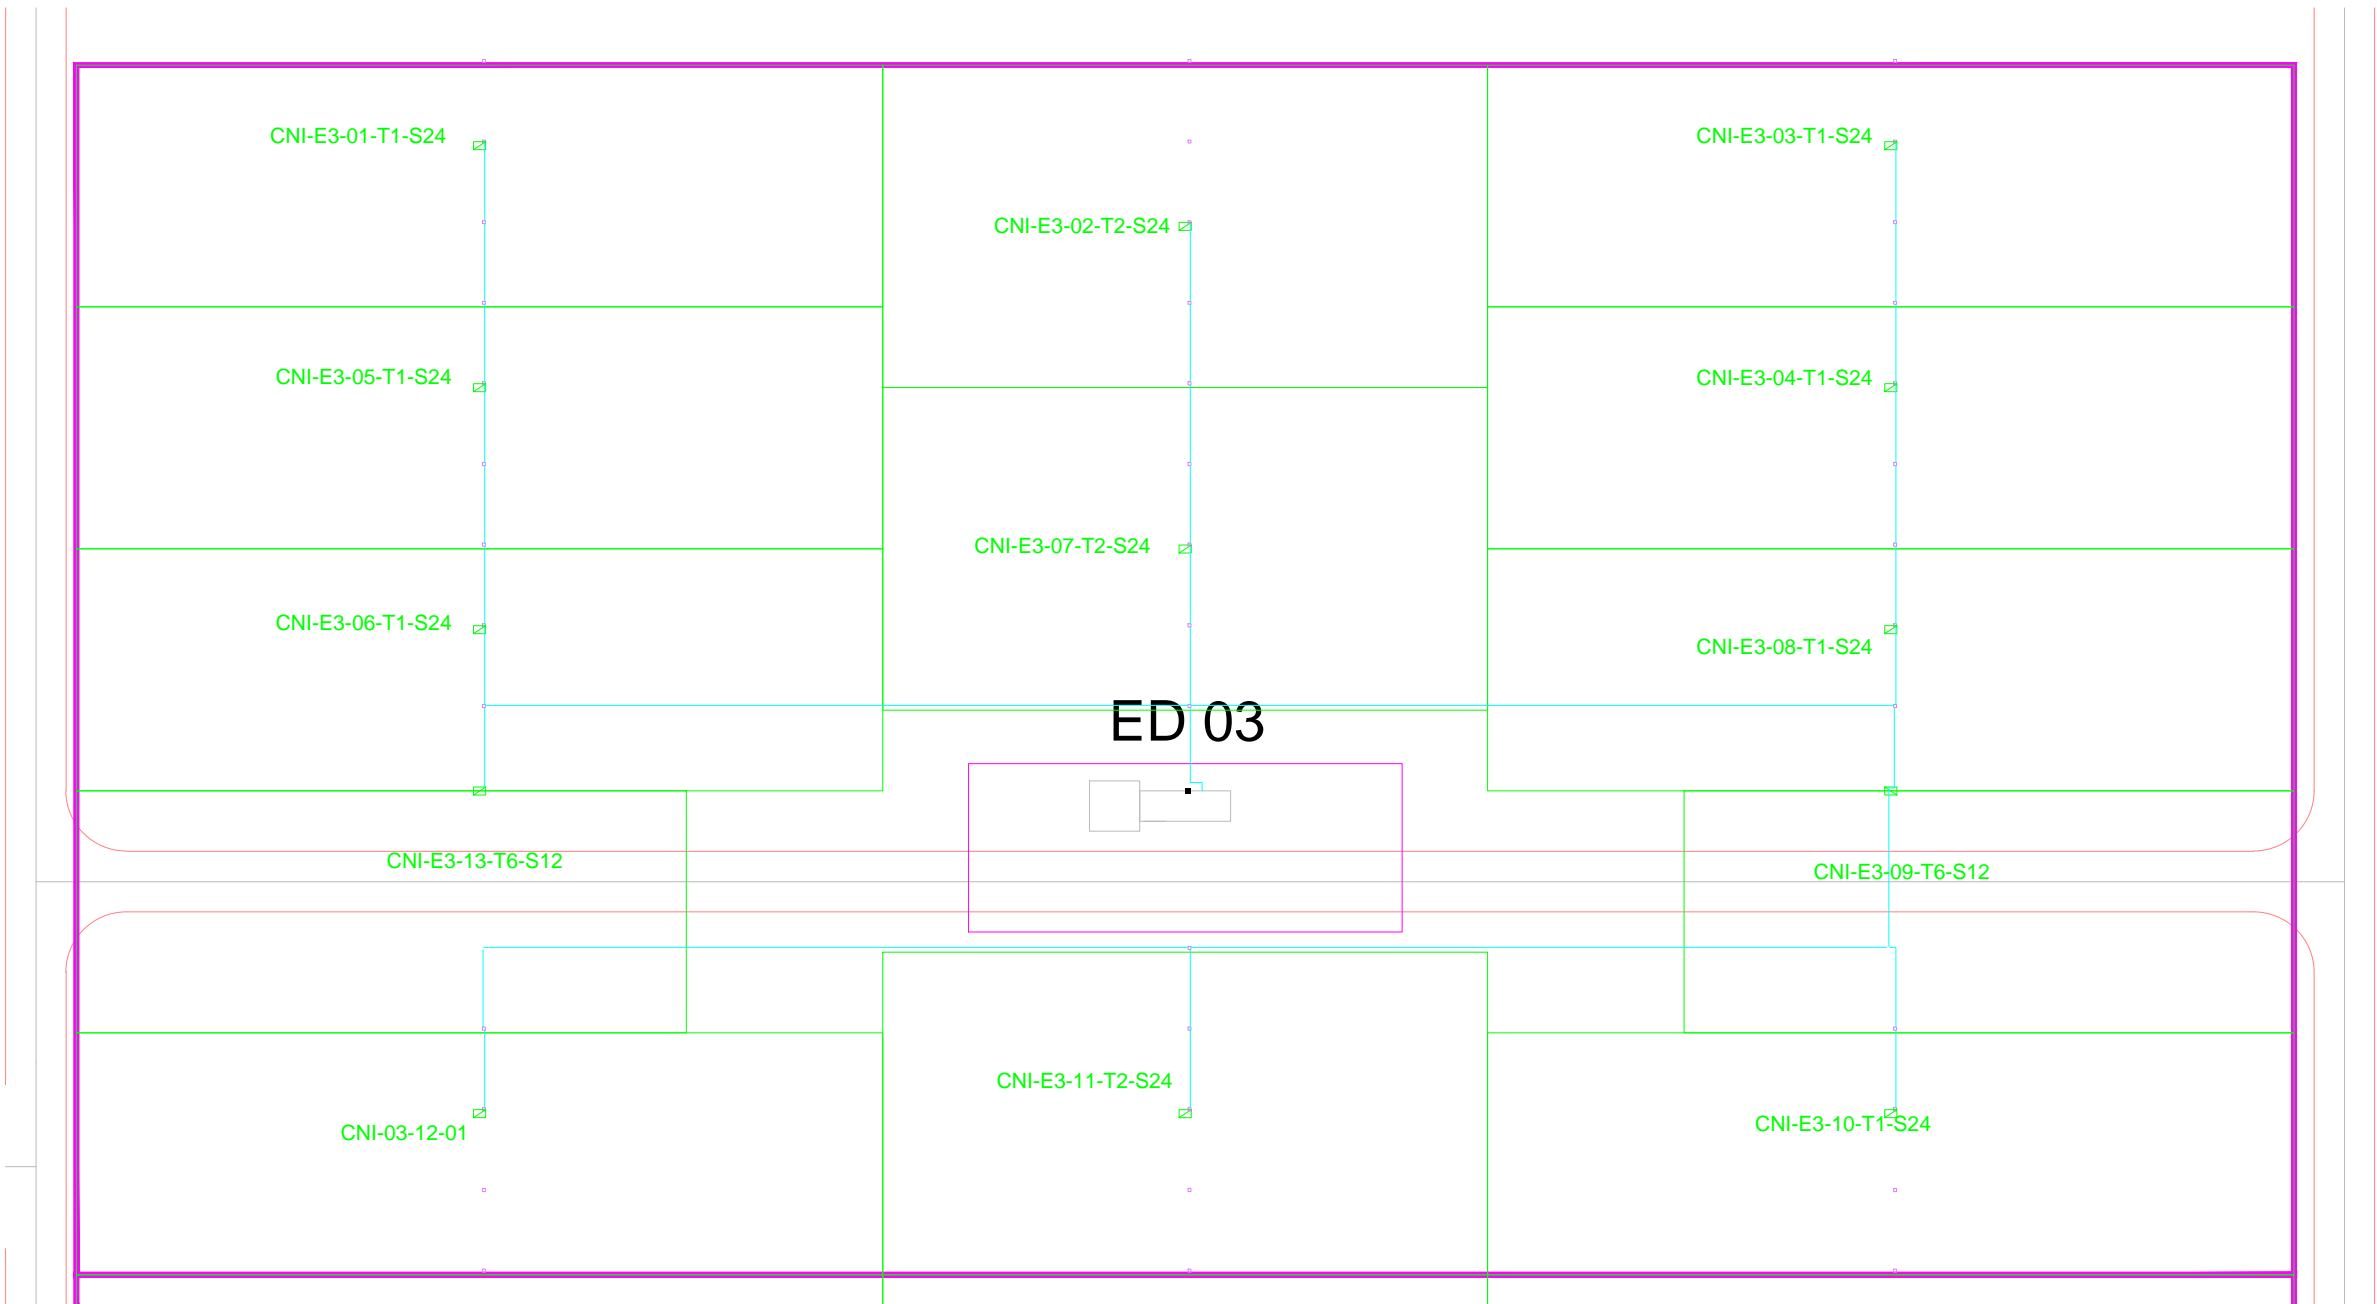 CNI-E3-01-T1-S24
CNI-E3-03-T1-S24
CNI-E3-02-T2-S24
CNI-E3-05-T1-S24
CNI-E3-04-T1-S24
CNI-E3-07-T2-S24
CNI-E3-06-T1-S24
CNI-E3-08-T1-S24
ED 03
CNI-E3-13-T6-S12
CNI-E3-09-T6-S12
CNI-E3-11-T2-S24
CNI-03-12-01
CNI-E3-10-T1-S24